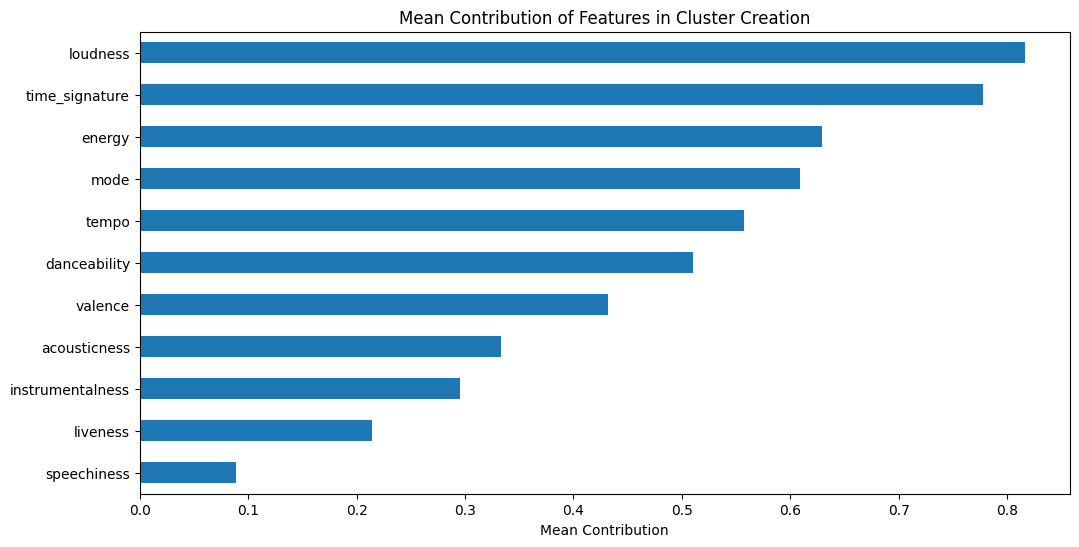 Mean Contribution of Features in Cluster Creation
loudness
time_signature
energy
mode
tempo
danceability
valence
acousticness
instrumentalness
liveness
speechiness
0.0 0.1 0.2 0.3 0.4 0.5 0.6 0.7 0.8
Mean Contribution